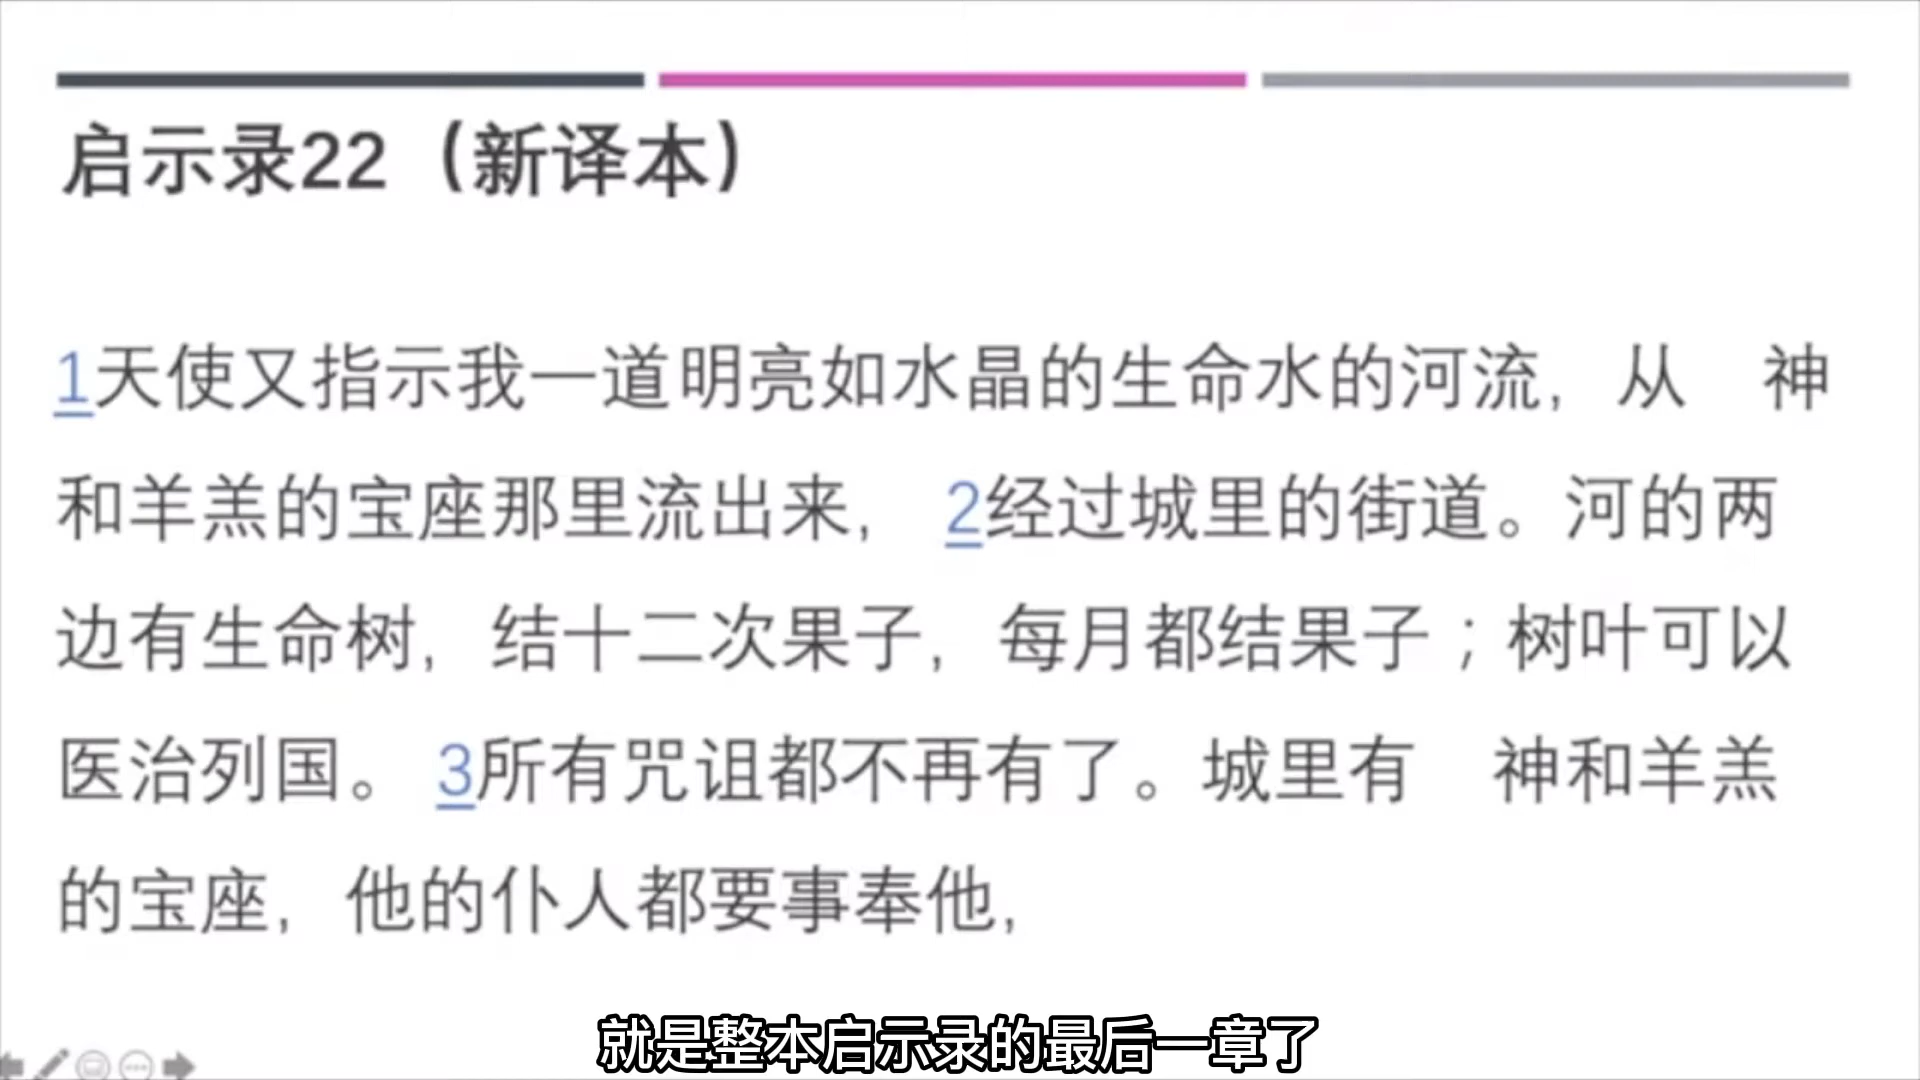 启示录22（新译本）
1天使又指示我一道明亮如水晶的生命水的河流，从　神
和羊羔的宝座那里流出来， 2经过城里的街道。河的两
边有生命树，结十二次果子，每月都结果子；树叶可以
医治列国。 3所有咒诅都不再有了。城里有　神和羊羔
的宝座，他的仆人都要事奉他，
就是整本启示录的最后一章了